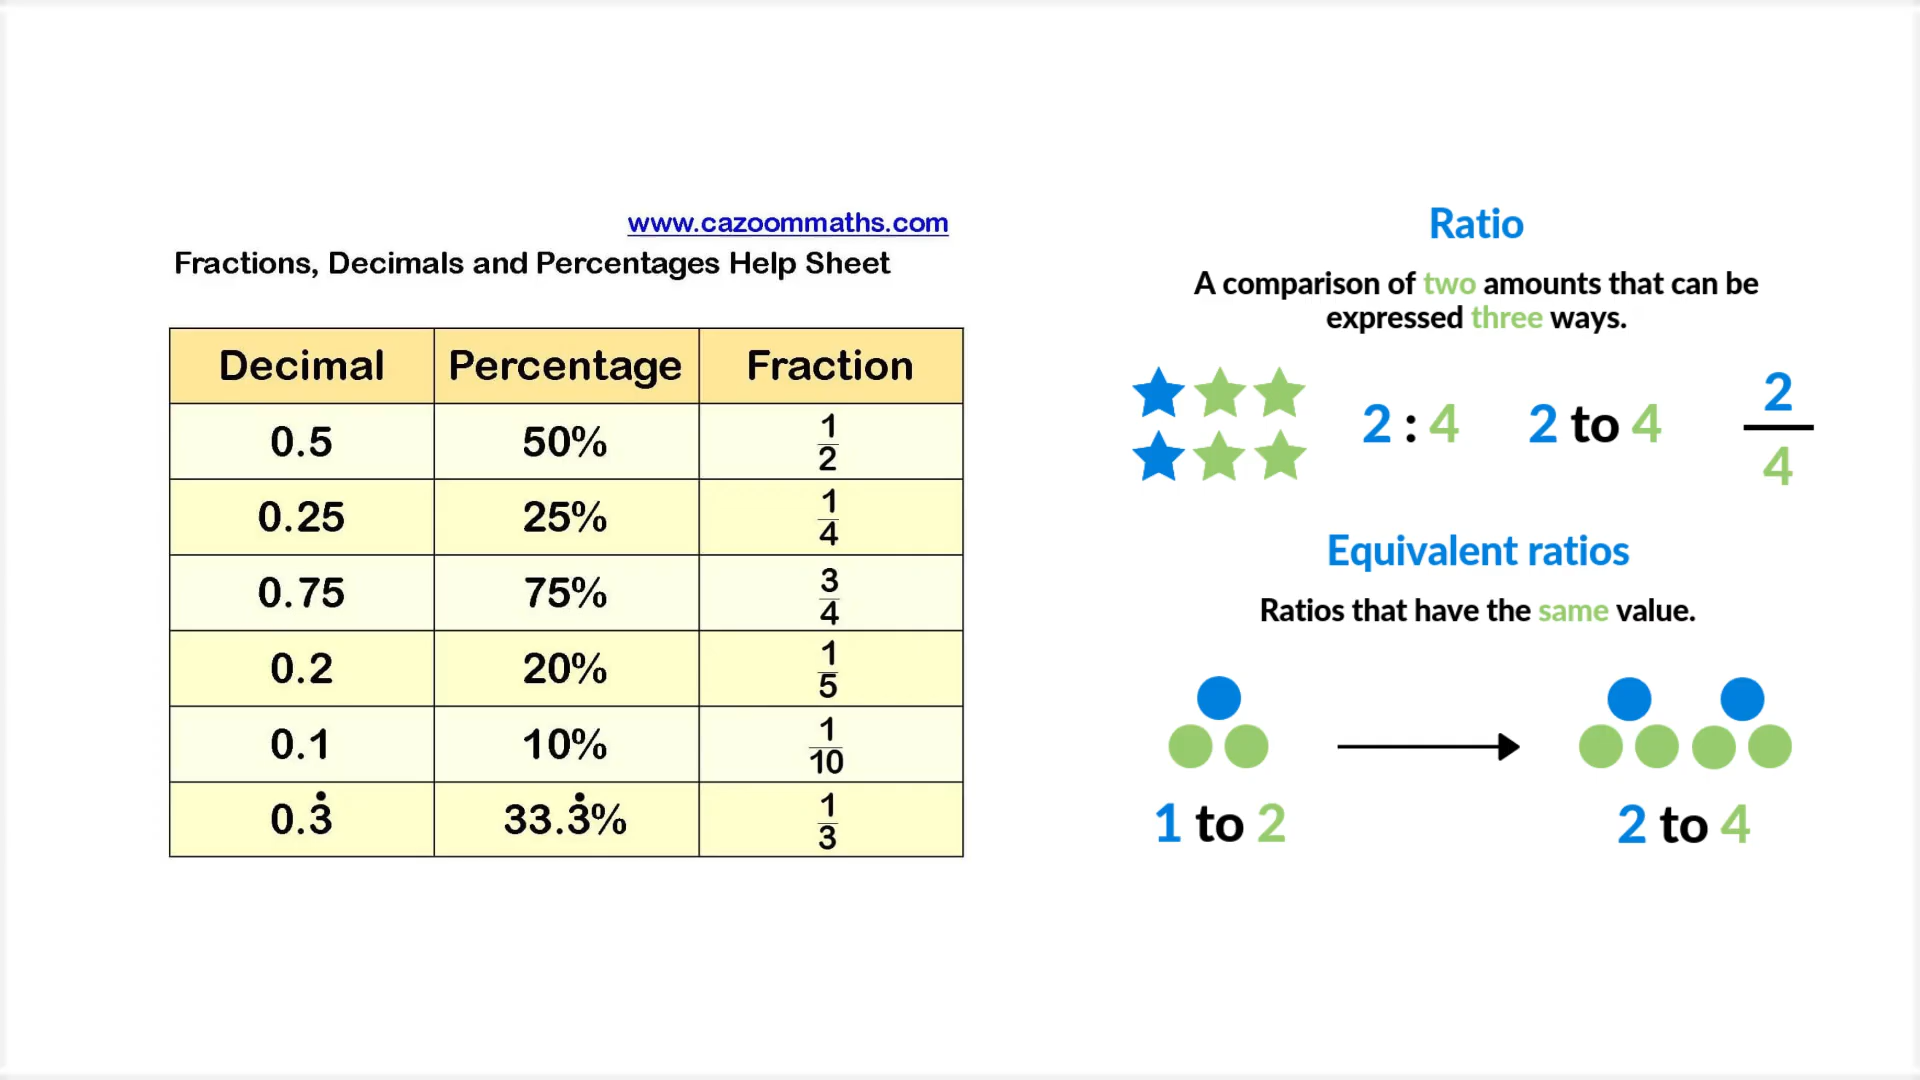 www.cazoommaths.com
Fractions, Decimals and Percentages Help Sheet
Decimal Percentage Fraction
0.5 50% 1/2
0.25 25% 1/4
0.75 75% 3/4
0.2 20% 1/5
0.1 10% 1/10
0.3̇ 33.3̇% 1/3
Ratio
A comparison of two amounts that can be
expressed three ways.
2 : 4 2 to 4 2/4
Equivalent ratios
Ratios that have the same value.
1 to 2 2 to 4